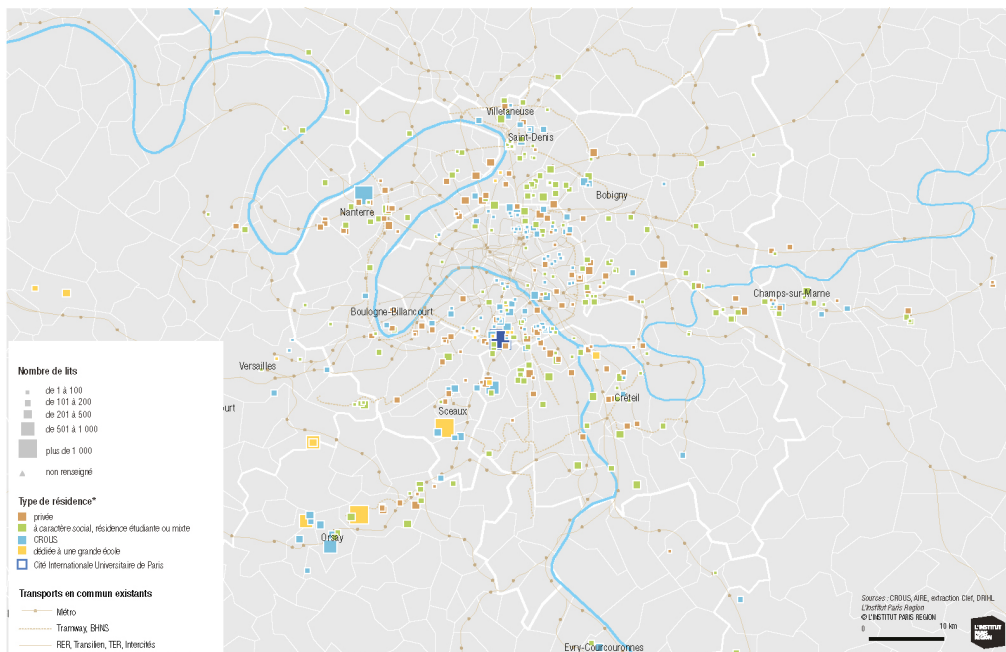 Villetaneuse
Saint-Denis
Bobigny
Nanterre
Champs-sur-Marne
Boulogne-Billancourt
Versailles
Créteil
Sceaux
Orsay
Evry-Courcouronnes
ourt
Nombre de lits
de 1 à 100
de 101 à 200
de 201 à 500
de 501 à 1 000
plus de 1 000
non renseigné
Type de résidence*
privée
à caractère social, résidence étudiante ou mixte
CROUS
dédiée à une grande école
Cité Internationale Universitaire de Paris
Transports en commun existants
Métro
Tramway, BHNS
RER, Transilien, TER, Intercités
Sources : CROUS, AIRE, extraction Clef, DRIHL
L'Institut Paris Region
© L'INSTITUT PARIS REGION
0 10 km
L'INSTITUT
PARIS
REGION